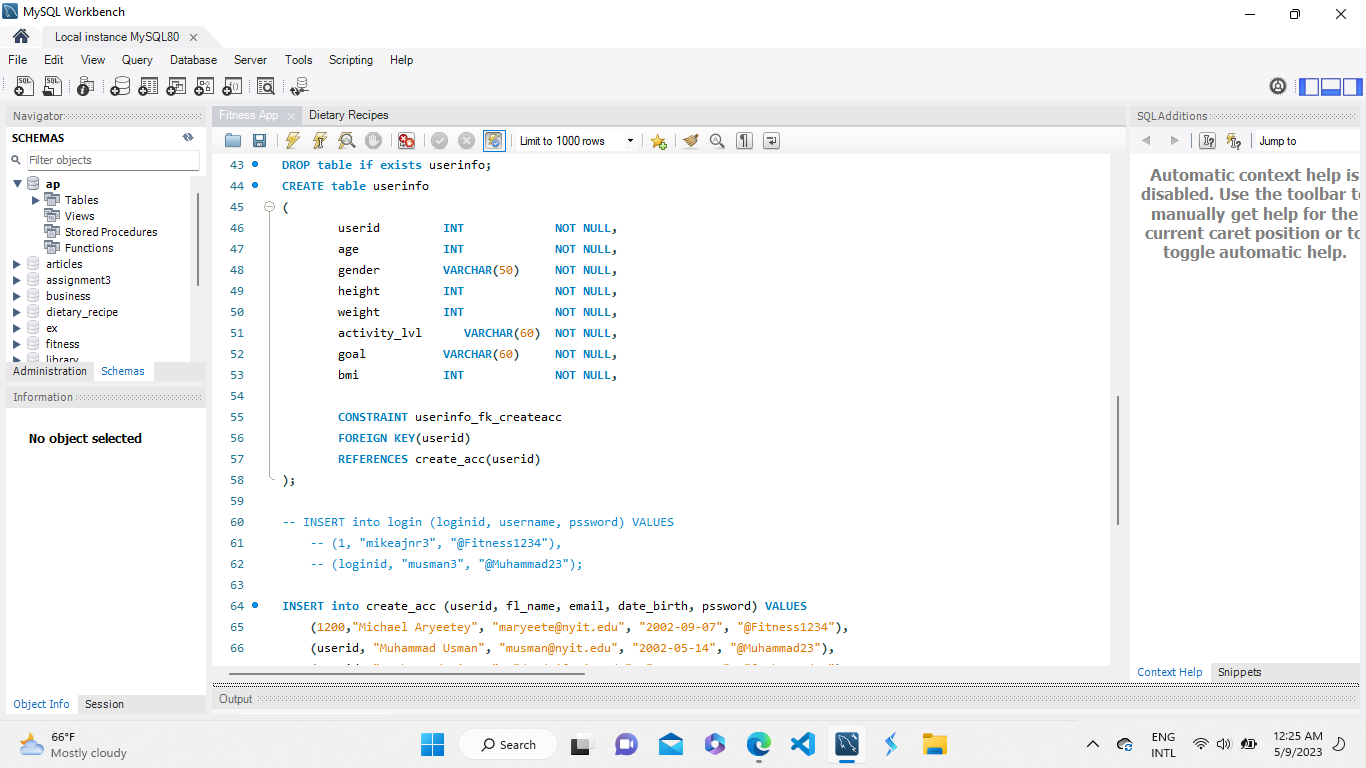 MySQL Workbench
Local instance MySQL80
File Edit View Query Database Server Tools Scripting Help
Navigator
SCHEMAS
Filter objects
ap
Tables
Views
Stored Procedures
Functions
articles
assignment3
business
dietary_recipe
ex
fitness
library
Administration Schemas
Information
No object selected
Object Info Session
Fitness App Dietary Recipes
Limit to 1000 rows
43 DROP table if exists userinfo;
44 CREATE table userinfo
45 (
46 userid INT NOT NULL,
47 age INT NOT NULL,
48 gender VARCHAR(50) NOT NULL,
49 height INT NOT NULL,
50 weight INT NOT NULL,
51 activity_lvl VARCHAR(60) NOT NULL,
52 goal VARCHAR(60) NOT NULL,
53 bmi INT NOT NULL,
54
55 CONSTRAINT userinfo_fk_createacc
56 FOREIGN KEY(userid)
57 REFERENCES create_acc(userid)
58 );
59
60 -- INSERT into login (loginid, username, pssword) VALUES
61 -- (1, "mikeajnr3", "@Fitness1234"),
62 -- (loginid, "musman3", "@Muhammad23");
63
64 INSERT into create_acc (userid, fl_name, email, date_birth, pssword) VALUES
65 (1200,"Michael Aryeetey", "maryeete@nyit.edu", "2002-09-07", "@Fitness1234"),
66 (userid, "Muhammad Usman", "musman@nyit.edu", "2002-05-14", "@Muhammad23"),
Output
SQLAdditions
Jump to
Automatic context help is
disabled. Use the toolbar to
manually get help for the
current caret position or to
toggle automatic help.
Context Help Snippets
66°F
Mostly cloudy
Search
ENG
INTL
12:25 AM
5/9/2023